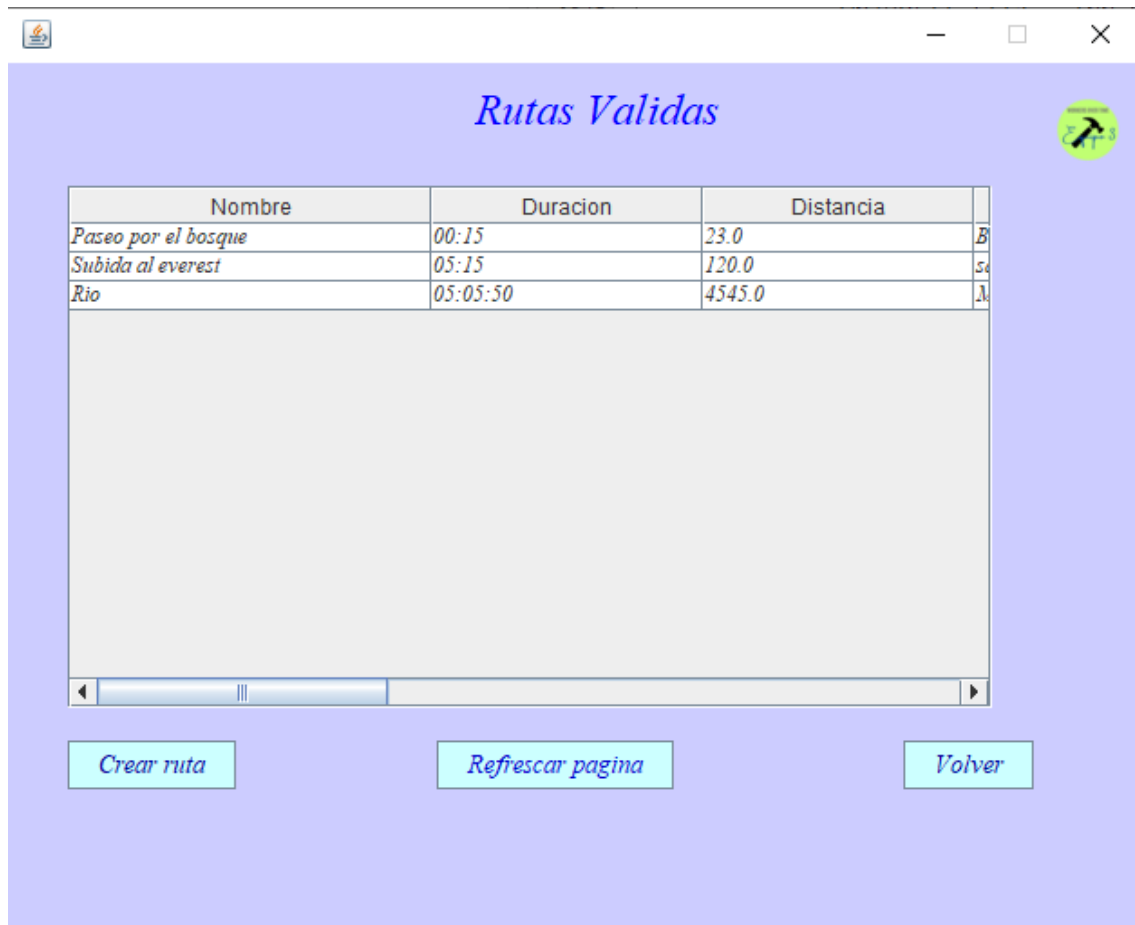 Rutas Validas
Nombre Duracion Distancia
Paseo por el bosque 00:15 23.0 B
Subida al everest 05:15 120.0
Rio 05:05:50 4545.0 M
Crear ruta Refrescar pagina Volver